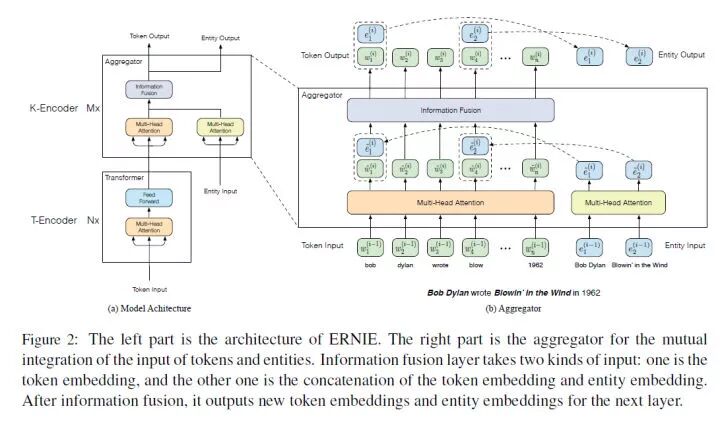 Token Output
Entity Output
Aggregator
Information
Fusion
K-Encoder Mx
Multi-Head
Attention
Multi-Head
Attention
Entity Input
Transformer
Feed
Forward
T-Encoder Nx
Multi-Head
Attention
Token Input
(a) Model Achitecture
Token Output
Entity Output
Aggregator
Information Fusion
Multi-Head Attention
Multi-Head Attention
Token Input
Entity Input
bob dylan wrote blow ... 1962 Bob Dylan Blowin' in the Wind
Bob Dylan wrote Blowin' in the Wind in 1962
(b) Aggregator
Figure 2: The left part is the architecture of ERNIE. The right part is the aggregator for the mutual
integration of the input of tokens and entities. Information fusion layer takes two kinds of input: one is the
token embedding, and the other one is the concatenation of the token embedding and entity embedding.
After information fusion, it outputs new token embeddings and entity embeddings for the next layer.